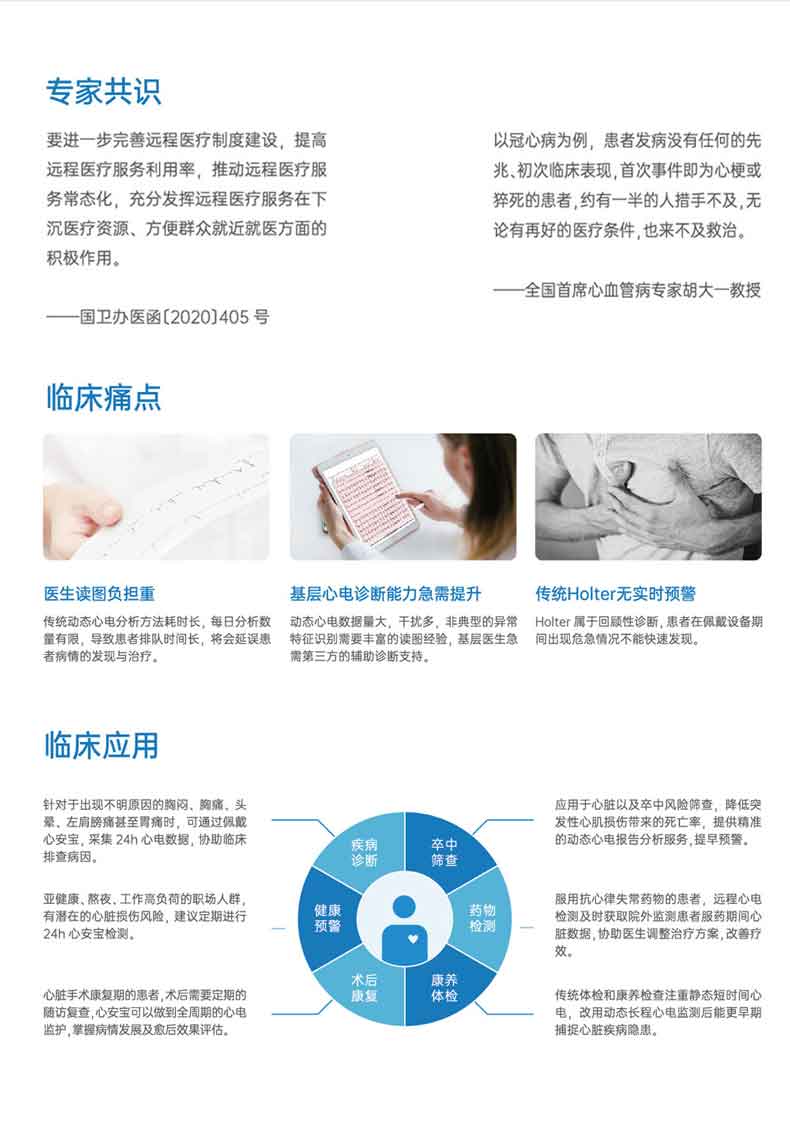 专家共识
要进一步完善远程医疗制度建设，提高
远程医疗服务利用率，推动远程医疗服
务常态化，充分发挥远程医疗服务在下
沉医疗资源、方便群众就近就医方面的
积极作用。
——国卫办医函〔2020〕405 号
以冠心病为例，患者发病没有任何的先
兆、初次临床表现，首次事件即为心梗或
猝死的患者，约有一半的人措手不及，无
论有再好的医疗条件，也来不及救治。
——全国首席心血管病专家胡大一教授
临床痛点
医生读图负担重
传统动态心电分析方法耗时长，每日分析数
量有限，导致患者排队时间长，将会延误患
者病情的发现与治疗。
基层心电诊断能力急需提升
动态心电数据量大，干扰多，非典型的异常
特征识别需要丰富的读图经验，基层医生急
需第三方的辅助诊断支持。
传统Holter无实时预警
Holter 属于回顾性诊断，患者在佩戴设备期
间出现危急情况不能快速发现。
临床应用
针对于出现不明原因的胸闷、胸痛、头
晕、左肩膀痛甚至胃痛时，可通过佩戴
心安宝，采集 24h 心电数据，协助临床
排查病因。
亚健康、熬夜、工作高负荷的职场人群，
有潜在的心脏损伤风险，建议定期进行
24h 心安宝检测。
心脏手术康复期的患者，术后需要定期的
随访复查，心安宝可以做到全周期的心电
监护，掌握病情发展及愈后效果评估。
疾病
诊断
卒中
筛查
健康
预警
药物
检测
术后
康复
康养
体检
应用于心脏以及卒中风险筛查，降低突
发性心肌损伤带来的死亡率，提供精准
的动态心电报告分析服务，提早预警。
服用抗心律失常药物的患者，远程心电
检测及时获取院外监测患者服药期间心
脏数据，协助医生调整治疗方案，改善疗
效。
传统体检和康养检查注重静态短时间心
电，改用动态长程心电监测后能更早期
捕捉心脏疾病隐患。